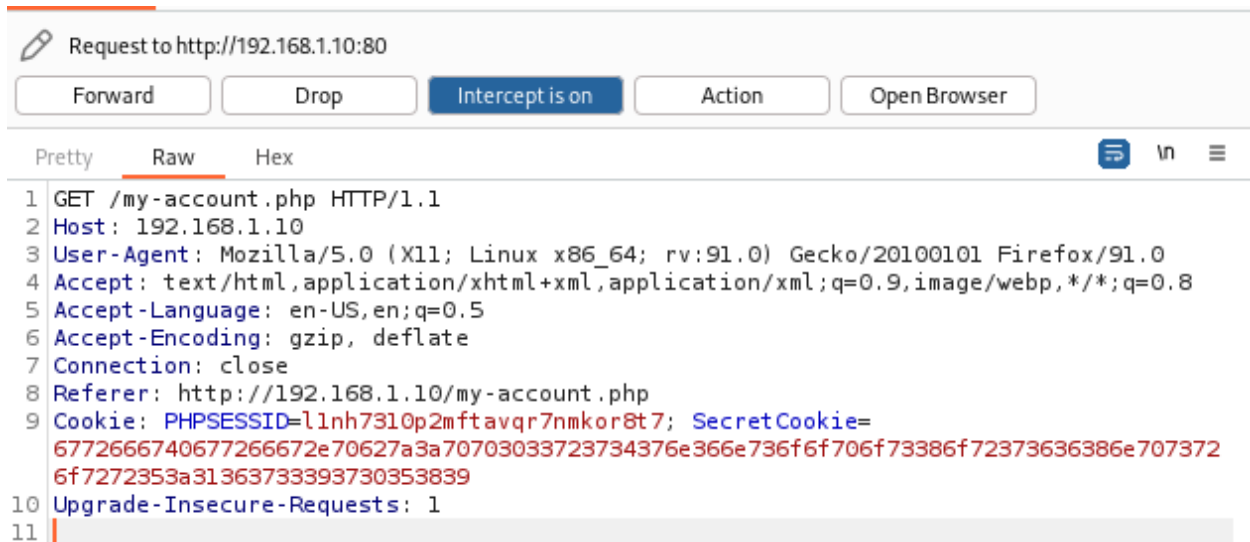 Request to http://192.168.1.10:80
Forward Drop Intercept is on Action Open Browser
Pretty Raw Hex \n
1 GET /my-account.php HTTP/1.1
2 Host: 192.168.1.10
3 User-Agent: Mozilla/5.0 (X11; Linux x86_64; rv:91.0) Gecko/20100101 Firefox/91.0
4 Accept: text/html,application/xhtml+xml,application/xml;q=0.9,image/webp,*/*;q=0.8
5 Accept-Language: en-US,en;q=0.5
6 Accept-Encoding: gzip, deflate
7 Connection: close
8 Referer: http://192.168.1.10/my-account.php
9 Cookie: PHPSESSID=l1nh7310p2mftavqr7nmkor8t7; SecretCookie=
6772666740677266672e70627a3a70703033723734376e366e736f6f706f73386f72373636386e707372
6f7272353a31363733393730353839
10 Upgrade-Insecure-Requests: 1
11